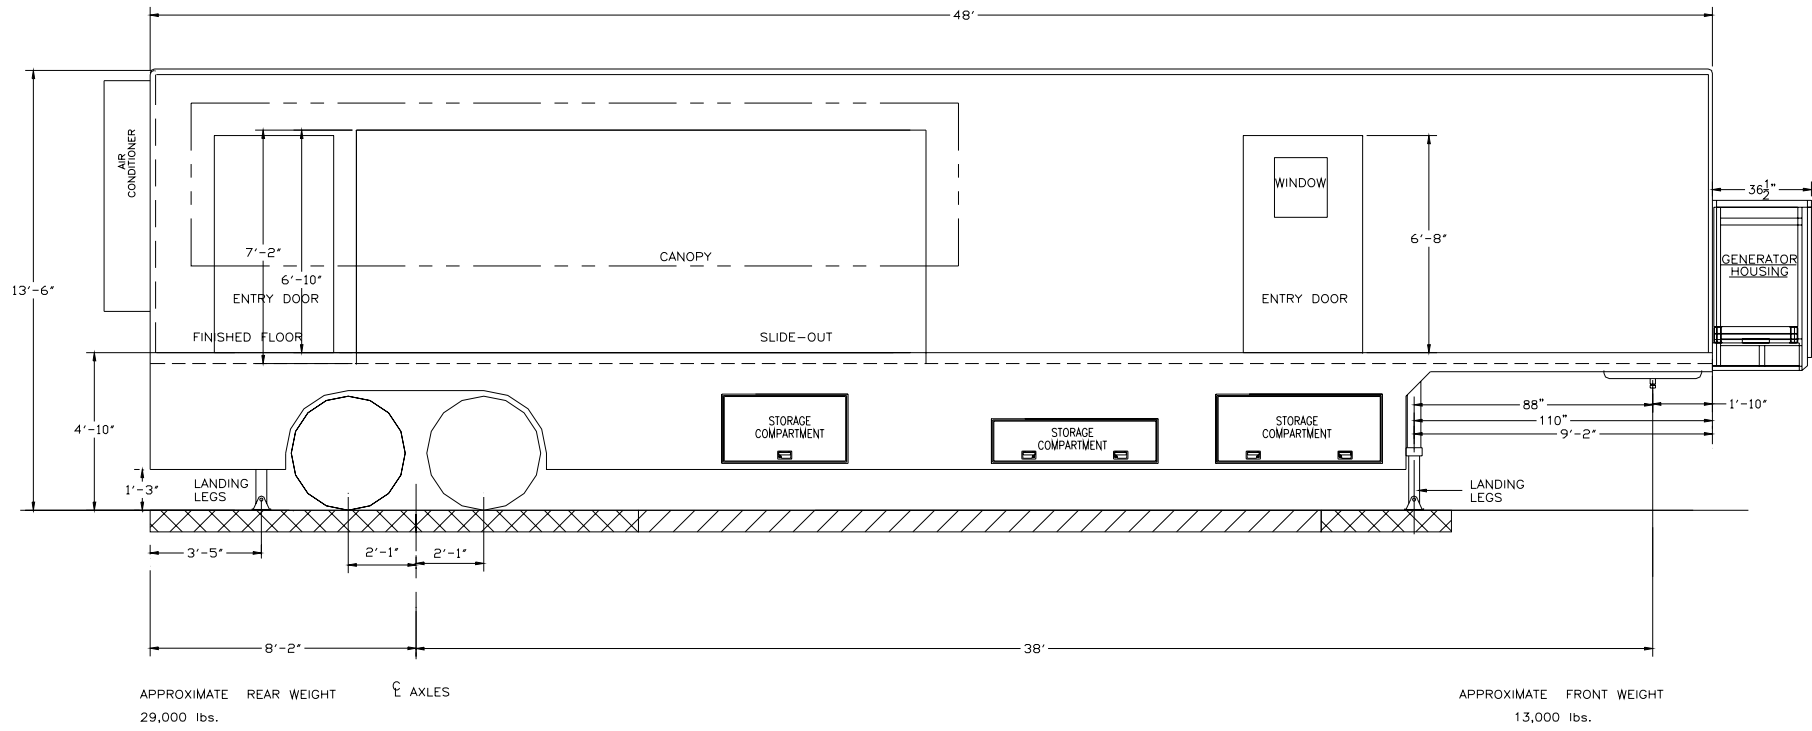 48'
36 1/2"
AIR
CONDITIONER
WINDOW
7'-2"
6'-8"
CANOPY
GENERATOR
HOUSING
6'-10"
13'-6"
ENTRY DOOR
ENTRY DOOR
FINISHED FLOOR
SLIDE-OUT
88"
1'-10"
110"
9'-2"
4'-10"
STORAGE
COMPARTMENT
STORAGE
COMPARTMENT
STORAGE
COMPARTMENT
1'-3"
LANDING
LEGS
LANDING
LEGS
3'-5"
2'-1"
2'-1"
8'-2"
38'
℄ AXLES
APPROXIMATE REAR WEIGHT
29,000 lbs.
APPROXIMATE FRONT WEIGHT
13,000 lbs.